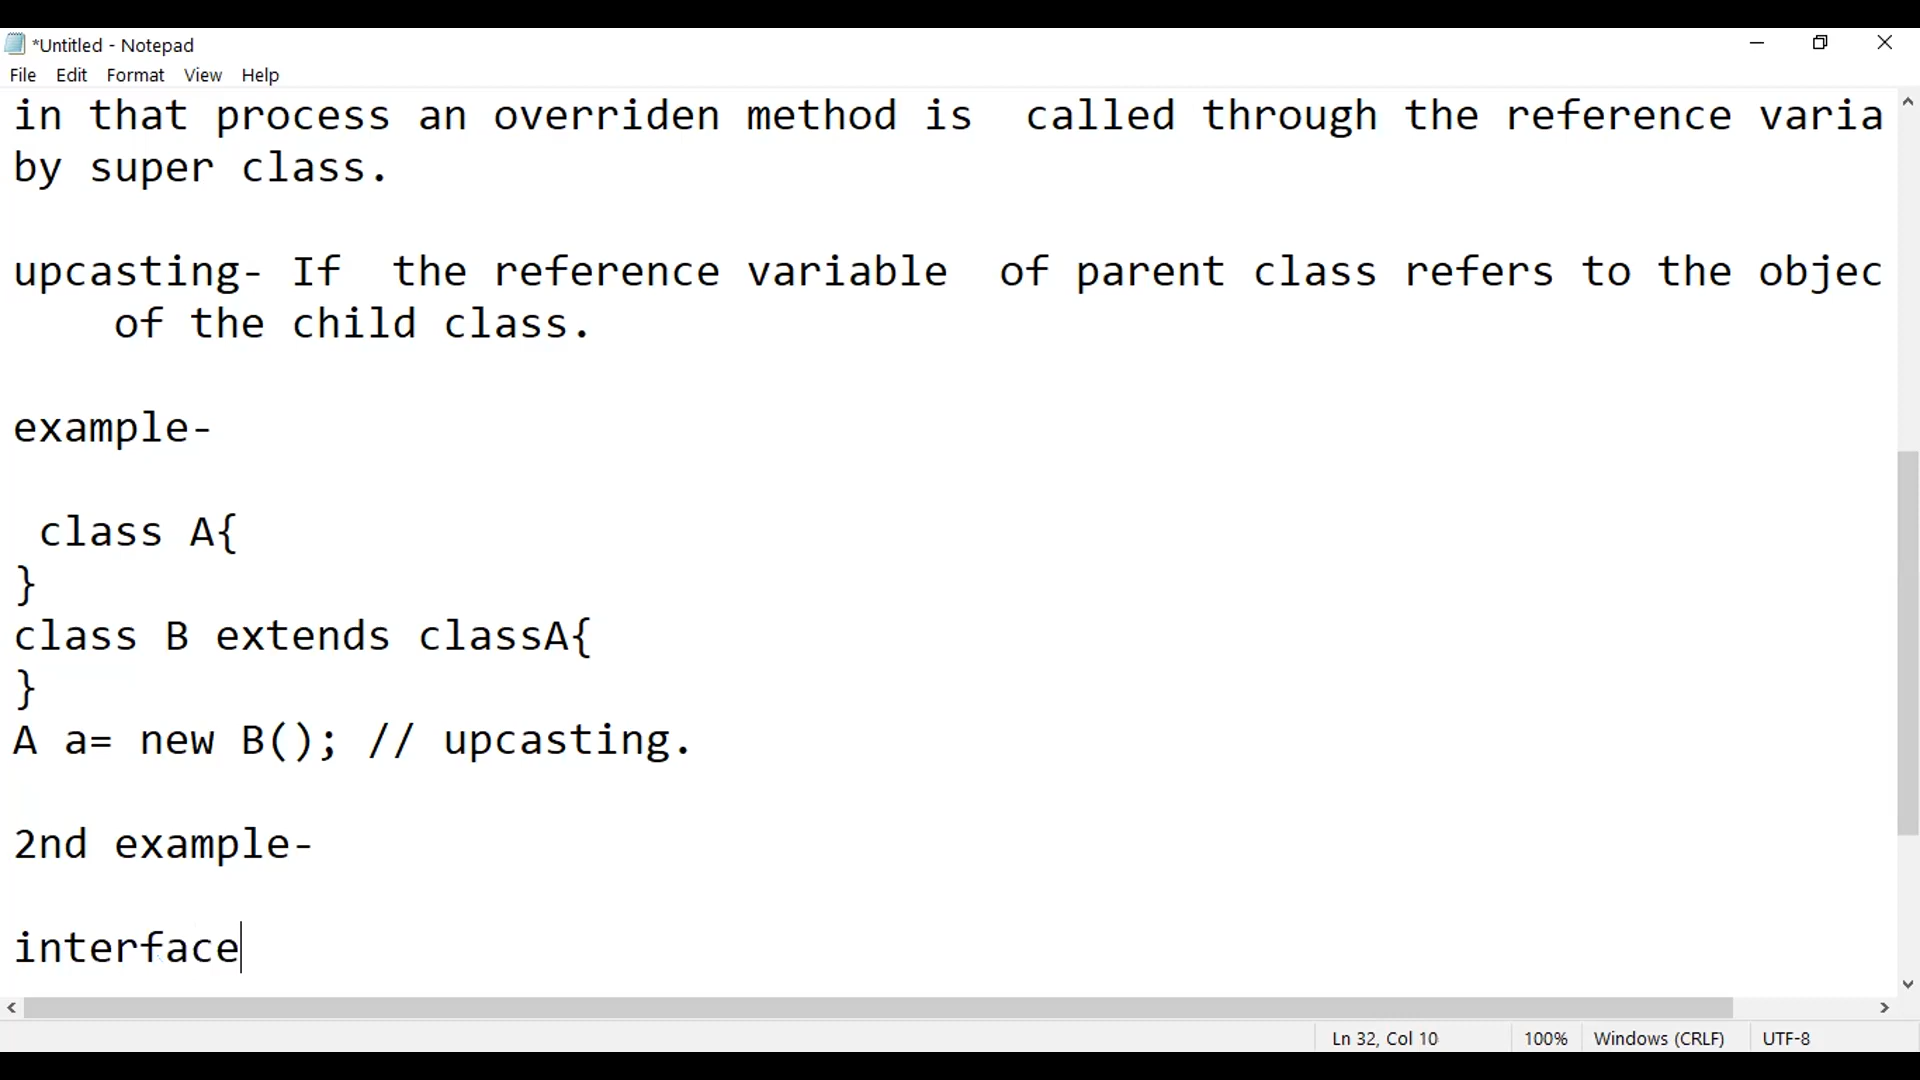 *Untitled - Notepad
File Edit Format View Help
in that process an overriden method is  called through the reference varia
by super class.
upcasting- If  the reference variable  of parent class refers to the objec
    of the child class.
example-
 class A{
}
class B extends classA{
}
A a= new B(); // upcasting.
2nd example-
interface
Ln 32, Col 10 100% Windows (CRLF) UTF-8